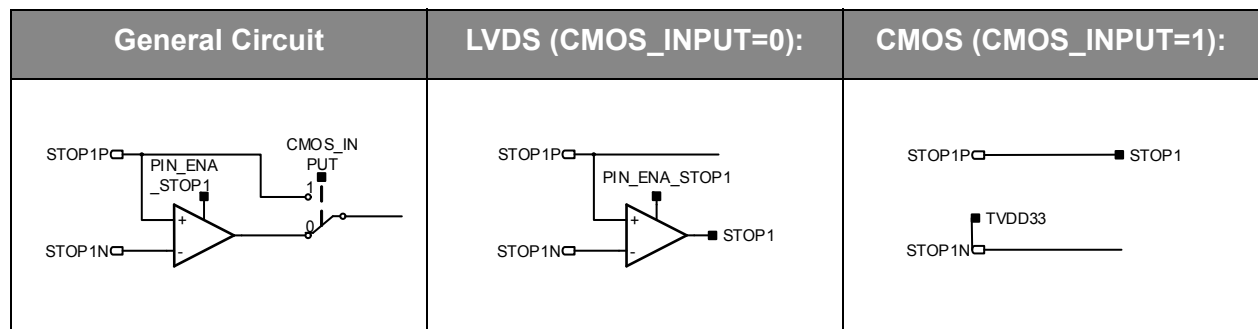 General Circuit
LVDS (CMOS_INPUT=0):
CMOS (CMOS_INPUT=1):
STOP1P
PIN_ENA
_STOP1
CMOS_IN
PUT
1
0
+
-
STOP1N
STOP1P
PIN_ENA_STOP1
+
-
STOP1
STOP1N
STOP1P
STOP1
TVDD33
STOP1N